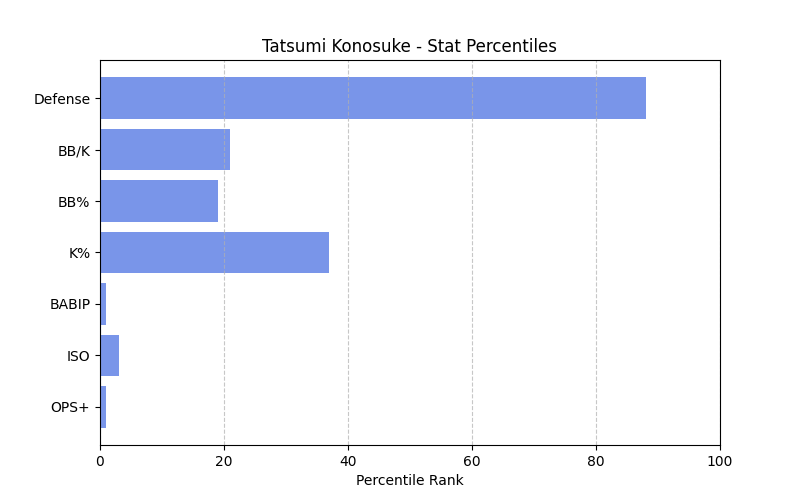 Tatsumi Konosuke - Stat Percentiles
Defense
BB/K
BB%
K%
BABIP
ISO
OPS+
0 20 40 60 80 100
Percentile Rank